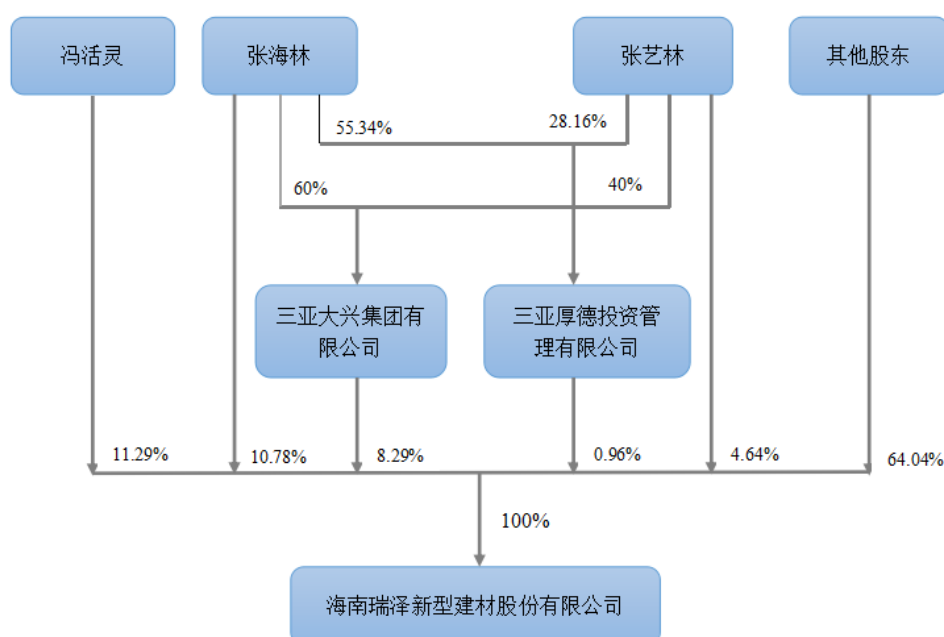 冯活灵
张海林
张艺林
其他股东
55.34%
28.16%
60%
40%
三亚大兴集团有
限公司
三亚厚德投资管
理有限公司
11.29%
10.78%
8.29%
0.96%
4.64%
64.04%
100%
海南瑞泽新型建材股份有限公司